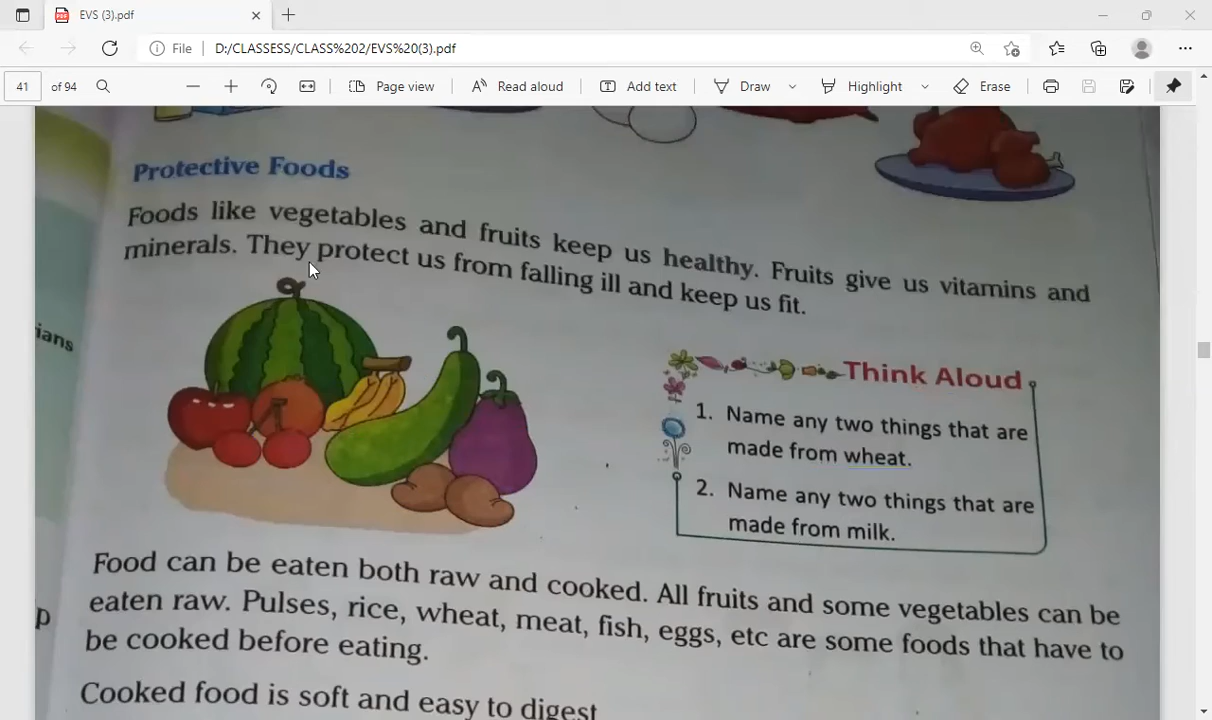 EVS (3).pdf
File
D:/CLASSESS/CLASS%202/EVS%20(3).pdf
41 of 94
Page view
Read aloud
Add text
Draw
Highlight
Erase
Protective Foods
Foods like vegetables and fruits keep us healthy. Fruits give us vitamins and
minerals. They protect us from falling ill and keep us fit.
ians
Think Aloud
1. Name any two things that are
made from wheat.
2. Name any two things that are
made from milk.
Food can be eaten both raw and cooked. All fruits and some vegetables can be
eaten raw. Pulses, rice, wheat, meat, fish, eggs, etc are some foods that have to
p
be cooked before eating.
Cooked food is soft and easy to digest